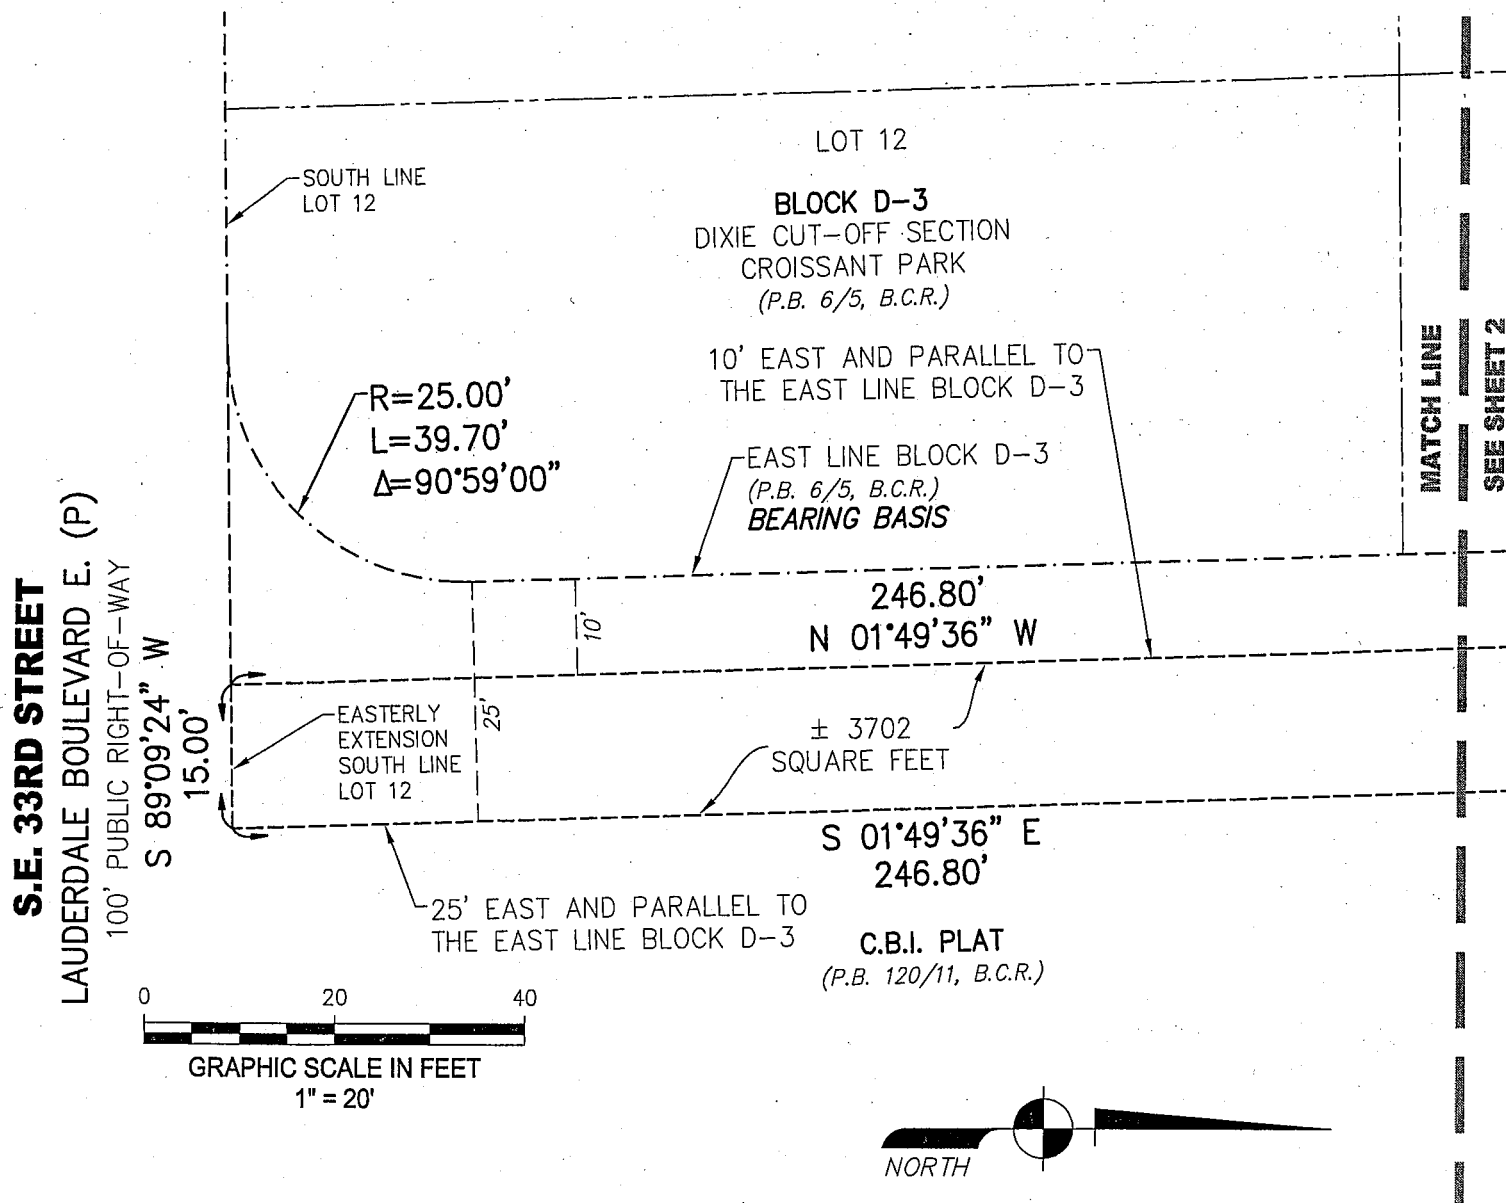 LOT 12
SOUTH LINE
LOT 12
BLOCK D-3
DIXIE CUT-OFF SECTION
CROISSANT PARK
(P.B. 6/5, B.C.R.)
10' EAST AND PARALLEL TO
THE EAST LINE BLOCK D-3
R=25.00'
L=39.70'
Δ=90°59'00"
EAST LINE BLOCK D-3
(P.B. 6/5, B.C.R.)
BEARING BASIS
MATCH LINE
SEE SHEET 2
246.80'
N 01°49'36" W
10'
25'
S.E. 33RD STREET
LAUDERDALE BOULEVARD E. (P)
100' PUBLIC RIGHT-OF-WAY
S 89°09'24" W
15.00'
EASTERLY
EXTENSION
SOUTH LINE
LOT 12
± 3702
SQUARE FEET
S 01°49'36" E
246.80'
25' EAST AND PARALLEL TO
THE EAST LINE BLOCK D-3
C.B.I. PLAT
(P.B. 120/11, B.C.R.)
0 20 40
GRAPHIC SCALE IN FEET
1" = 20'
NORTH